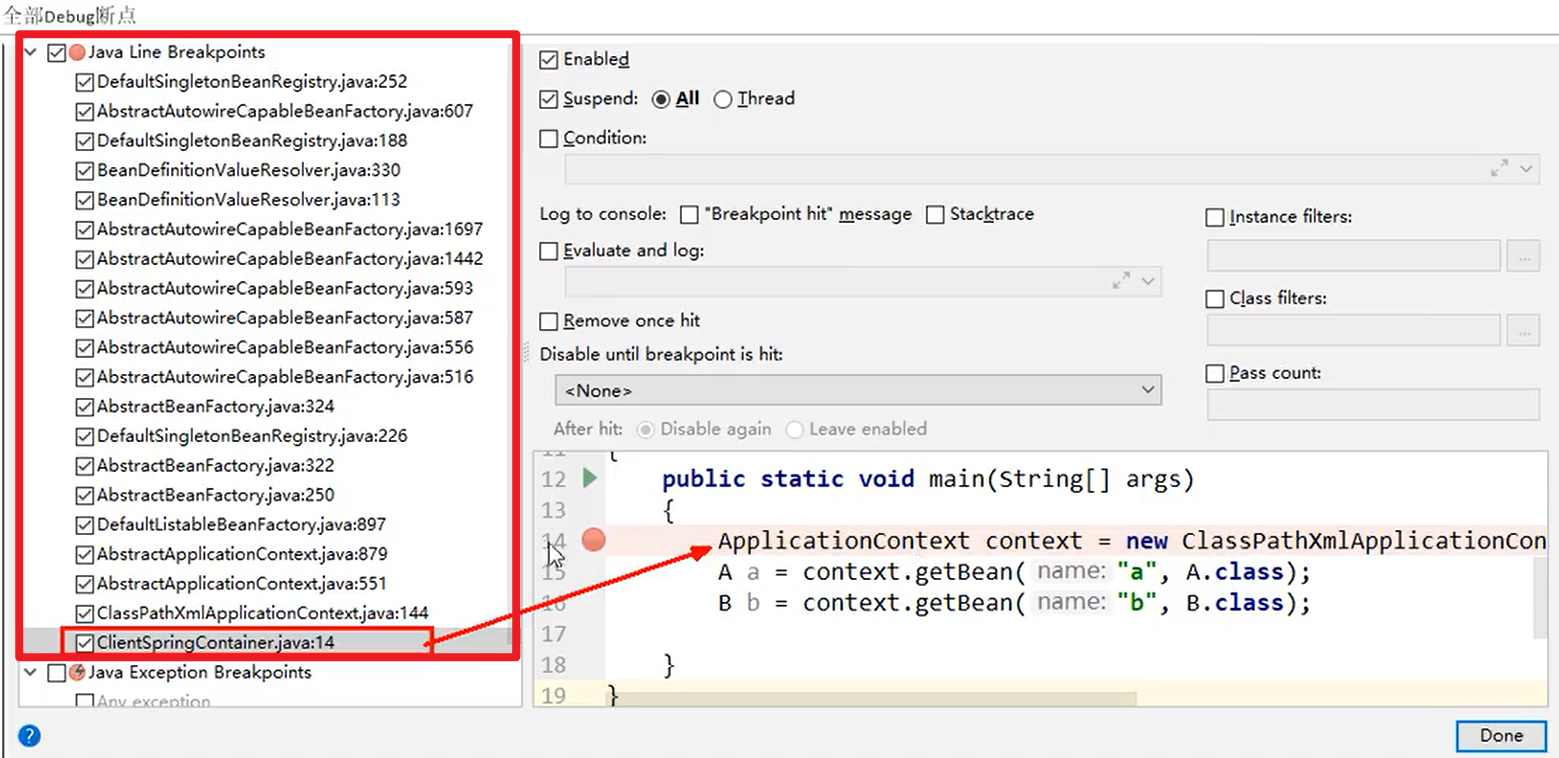 全部Debug断点
Java Line Breakpoints
DefaultSingletonBeanRegistry.java:252
AbstractAutowireCapableBeanFactory.java:607
DefaultSingletonBeanRegistry.java:188
BeanDefinitionValueResolver.java:330
BeanDefinitionValueResolver.java:113
AbstractAutowireCapableBeanFactory.java:1697
AbstractAutowireCapableBeanFactory.java:1442
AbstractAutowireCapableBeanFactory.java:593
AbstractAutowireCapableBeanFactory.java:587
AbstractAutowireCapableBeanFactory.java:556
AbstractAutowireCapableBeanFactory.java:516
AbstractBeanFactory.java:324
DefaultSingletonBeanRegistry.java:226
AbstractBeanFactory.java:322
AbstractBeanFactory.java:250
DefaultListableBeanFactory.java:897
AbstractApplicationContext.java:879
AbstractApplicationContext.java:551
ClassPathXmlApplicationContext.java:144
ClientSpringContainer.java:14
Java Exception Breakpoints
Any exception
Enabled
Suspend: All Thread
Condition:
Log to console: "Breakpoint hit" message Stacktrace
Evaluate and log:
Remove once hit
Disable until breakpoint is hit:
<None>
After hit: Disable again Leave enabled
Instance filters:
...
Class filters:
...
Pass count:
11 {
12 public static void main(String[] args)
13 {
14 ApplicationContext context = new ClassPathXmlApplicationCon
15 A a = context.getBean( name: "a", A.class);
16 B b = context.getBean( name: "b", B.class);
17
18 }
19 }
?
Done